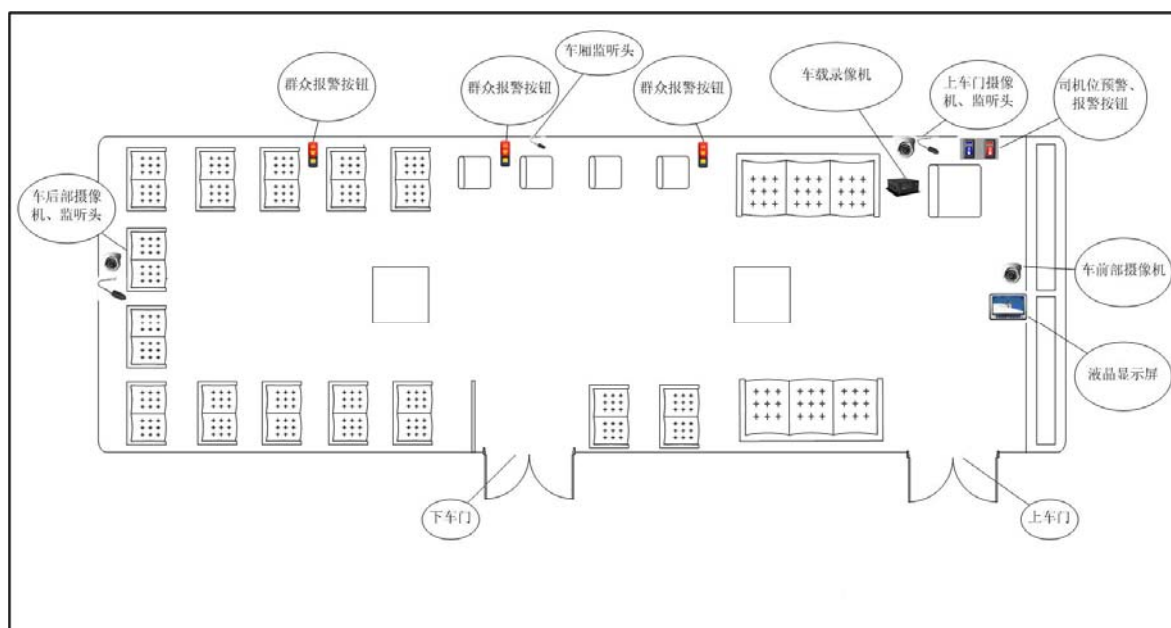 群众报警按钮
群众报警按钮
车厢监听头
群众报警按钮
车载录像机
上车门摄像
机、监听头
司机位预警、
报警按钮
车后部摄像
机、监听头
车前部摄像机
液晶显示屏
下车门
上车门